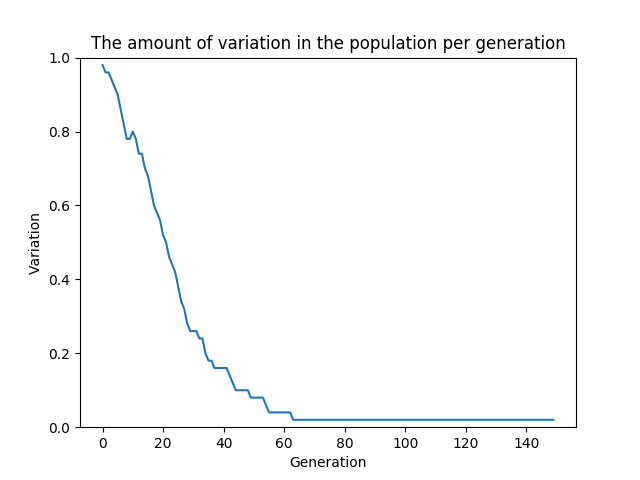 The amount of variation in the population per generation
1.0
0.8
0.6
0.4
0.2
0.0
Variation
0 20 40 60 80 100 120 140
Generation